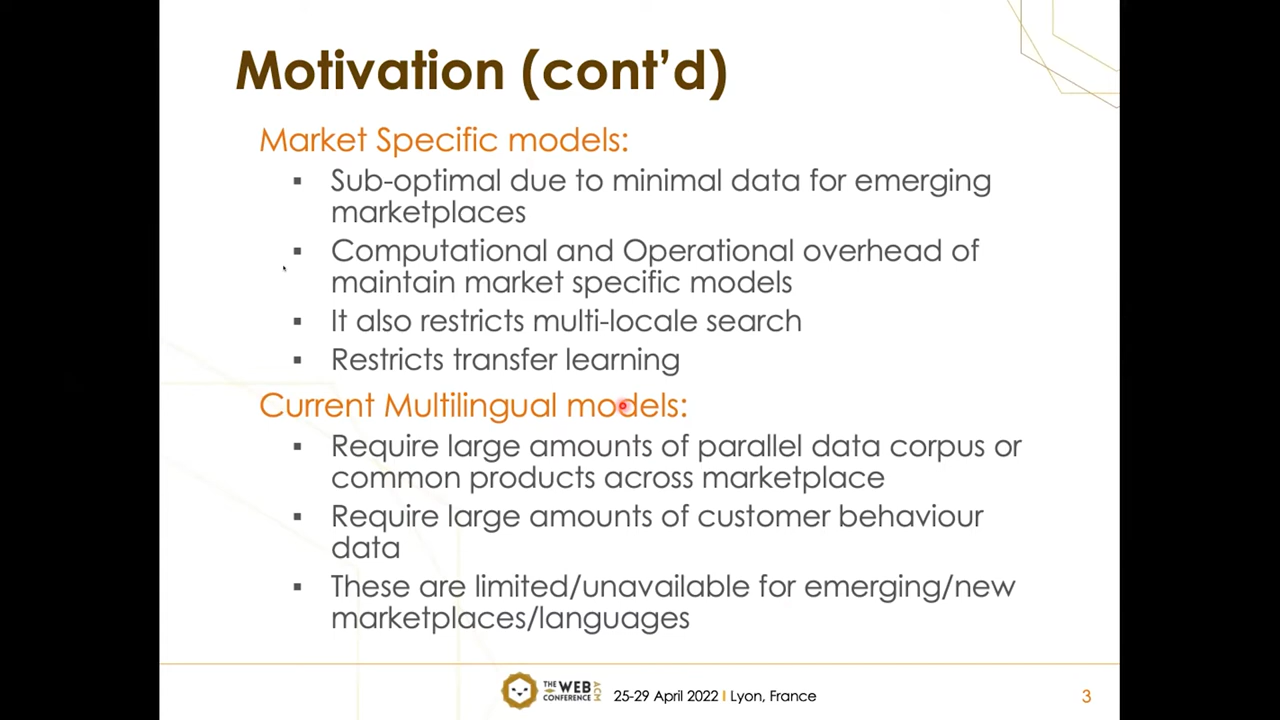 Motivation (cont’d)
Market Specific models:
▪ Sub-optimal due to minimal data for emerging
marketplaces
▪ Computational and Operational overhead of
maintain market specific models
▪ It also restricts multi-locale search
▪ Restricts transfer learning
Current Multilingual models:
▪ Require large amounts of parallel data corpus or
common products across marketplace
▪ Require large amounts of customer behaviour
data
▪ These are limited/unavailable for emerging/new
marketplaces/languages
THE WEB CONFERENCE ACM
25-29 April 2022 I Lyon, France
3